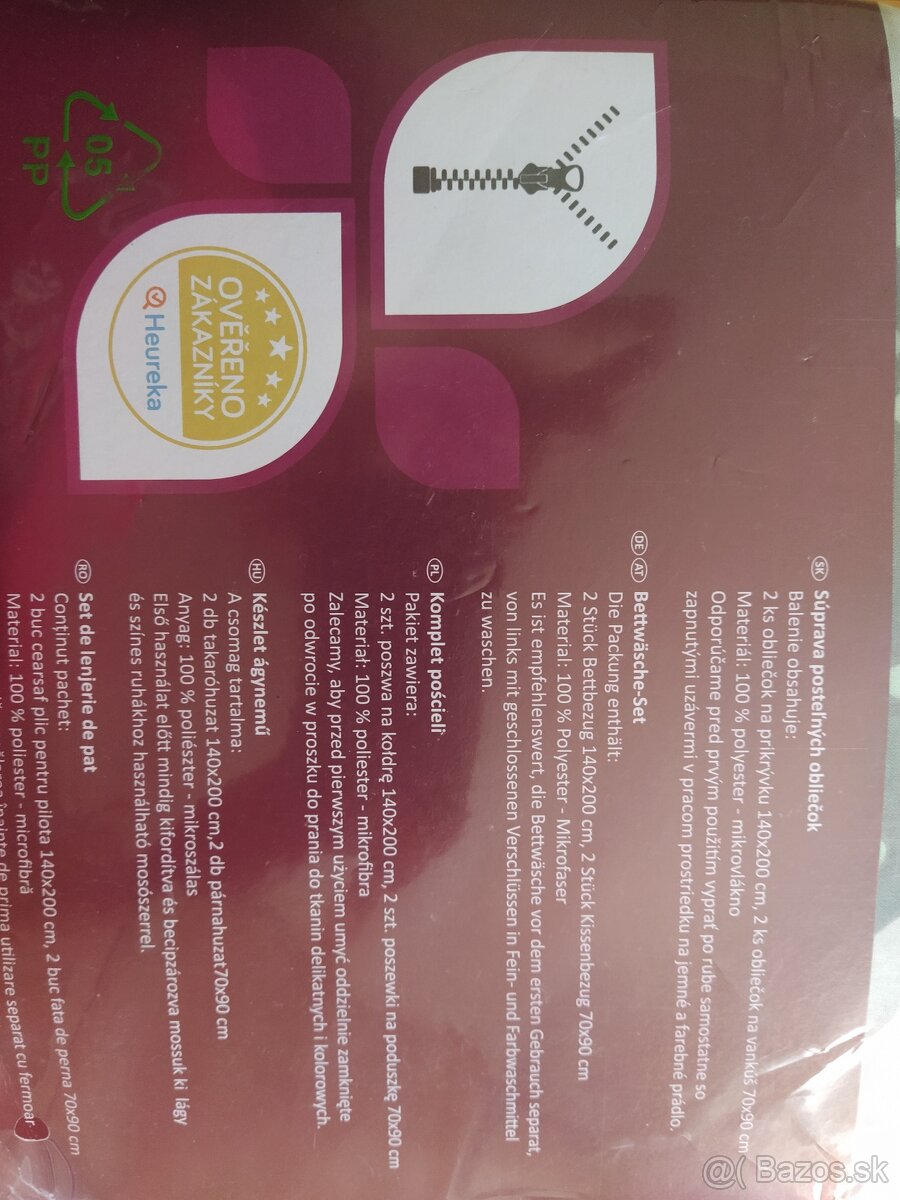 SK Súprava posteľných obliečok
Balenie obsahuje:
2 ks obliečok na prikrývku 140x200 cm, 2 ks obliečok na vankúš 70x90 cm
Materiál: 100 % polyester - mikrovlákno
Odporúčame pred prvým použitím vyprať po rube samostatne so
zapnutými uzávermi v pracom prostriedku na jemné a farebné prádlo.
DE AT Bettwäsche-Set
Die Packung enthält:
2 Stück Bettbezug 140x200 cm, 2 Stück Kissenbezug 70x90 cm
Material: 100 % Polyester - Mikrofaser
Es ist empfehlenswert, die Bettwäsche vor dem ersten Gebrauch separat,
von links mit geschlossenen Verschlüssen in Fein- und Farbwaschmittel
zu waschen.
PL Komplet pościeli
Pakiet zawiera:
2 szt. poszwa na kołdrę 140x200 cm, 2 szt. poszewki na poduszkę 70x90 cm
Materiał: 100 % poliester - mikrofibra
Zalecamy, aby przed pierwszym użyciem umyć oddzielnie zamknięte
po odwrocie w proszku do prania do tkanin delikatnych i kolorowych.
HU Készlet ágynemű
A csomag tartalma:
2 db takaróhuzat 140x200 cm,2 db párnahuzat70x90 cm
Anyag: 100 % poliészter - mikroszálas
Első használat előtt mindig kifordítva és becipzározva mossuk ki lágy
és színes ruhákhoz használható mosószerrel.
RO Set de lenjerie de pat
Conținut pachet:
2 buc cearsaf plic pentru pilota 140x200 cm, 2 buc fata de perna 70x90 cm
Material: 100 % poliester - microfibră
înainte de prima utilizare separat cu fermoar
OVĚŘENO
ZÁKAZNÍKY
Heureka
05
PP
@( Bazos.sk